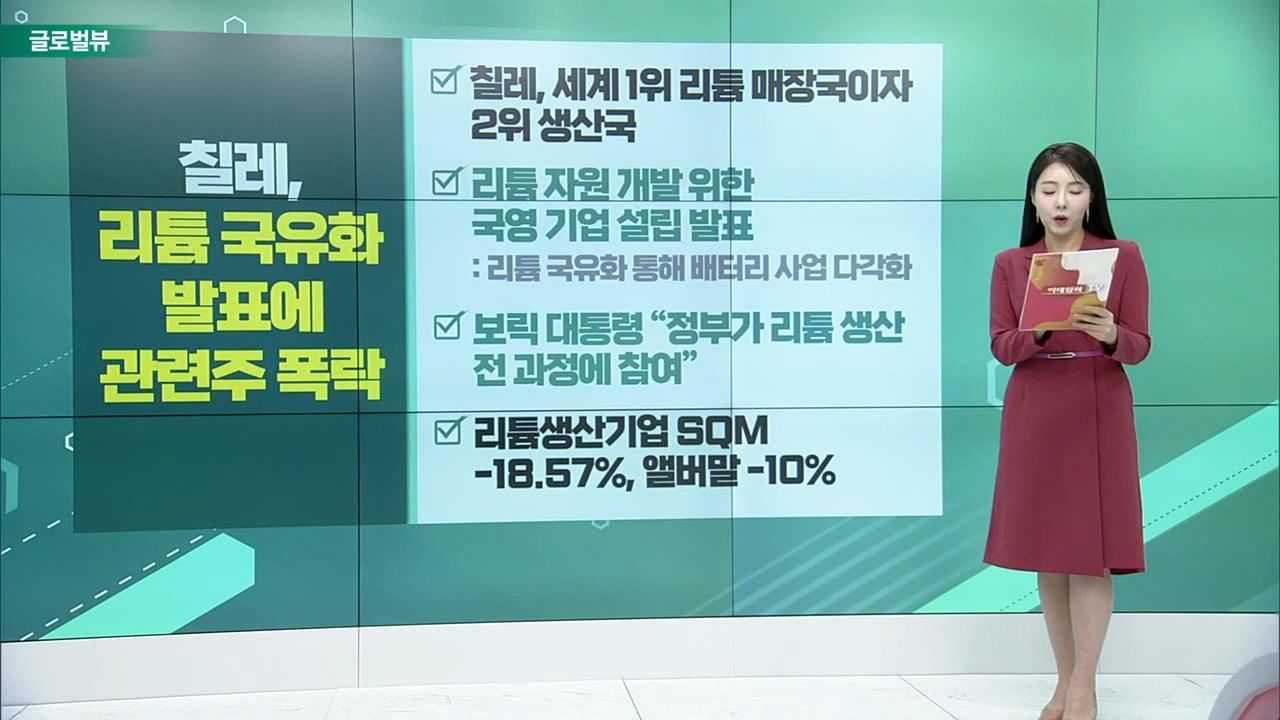 글로벌뷰
칠레,
리튬 국유화
발표에
관련주 폭락
칠레, 세계 1위 리튬 매장국이자
2위 생산국
리튬 자원 개발 위한
국영 기업 설립 발표
: 리튬 국유화 통해 배터리 사업 다각화
보릭 대통령 “정부가 리튬 생산
전 과정에 참여”
리튬생산기업 SQM
-18.57%, 앨버말 -10%
이데일리 TV